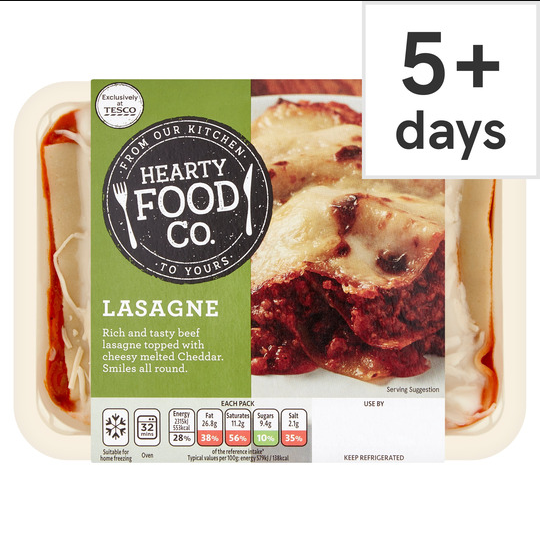 5+
days
Exclusively
at
TESCO
FROM OUR KITCHEN
HEARTY
FOOD
CO.
TO YOURS
LASAGNE
Rich and tasty beef
lasagne topped with
cheesy melted Cheddar.
Smiles all round.
Serving Suggestion
EACH PACK
USE BY
32
mins
Energy
2315kJ
553kcal
28%
Fat
26.8g
38%
Saturates
11.2g
56%
Sugars
9.4g
10%
Salt
2.1g
35%
Suitable for
home freezing
Oven
of the reference intake*
Typical values per 100g: energy 579kJ / 138kcal
KEEP REFRIGERATED